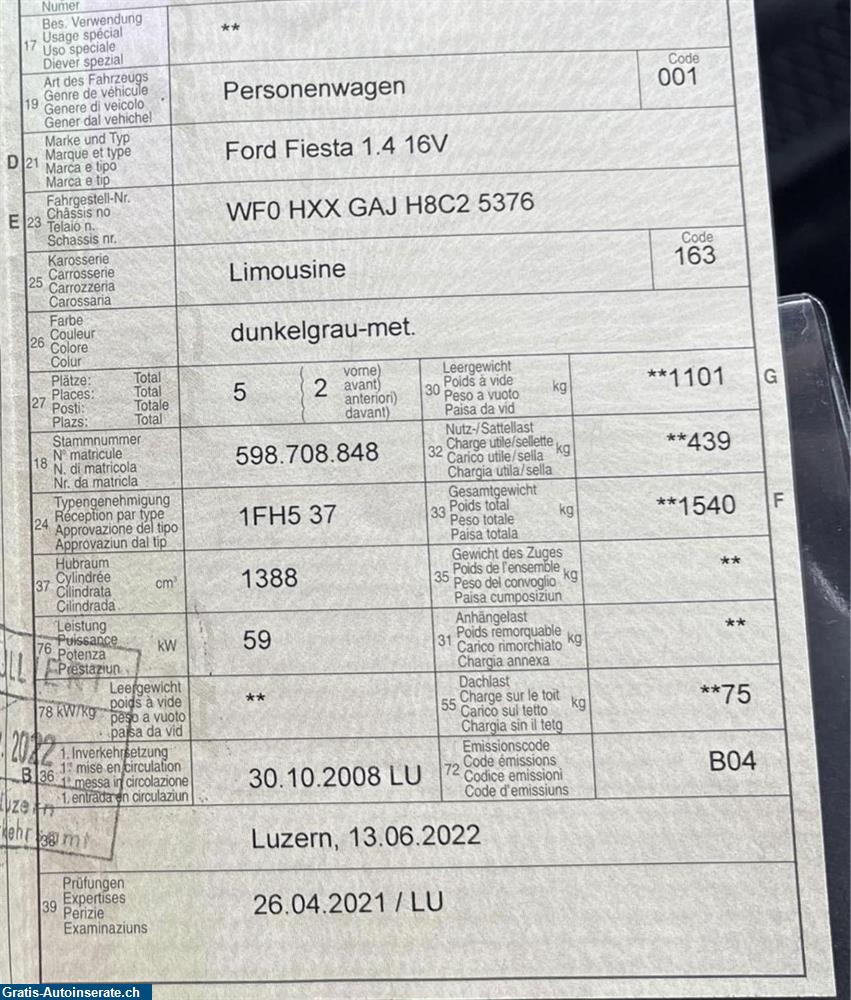 Numer
17 Bes. Verwendung
Usage spécial
Uso speciale
Diever spezial
**
19 Art des Fahrzeugs
Genre de véhicule
Genere di veicolo
Gener dal vehichel
Personenwagen
Code
001
D 21 Marke und Typ
Marque et type
Marca e tipo
Marca e tip
Ford Fiesta 1.4 16V
E 23 Fahrgestell-Nr.
Châssis no
Telaio n.
Schassis nr.
WF0 HXX GAJ H8C2 5376
25 Karosserie
Carrosserie
Carrozzeria
Carossaria
Limousine
Code
163
26 Farbe
Couleur
Colore
Colur
dunkelgrau-met.
27 Plätze: Total
Places: Total
Posti: Totale
Plazs: Total
5 ( 2 vorne)
( avant)
( anteriori)
( davant)
30 Leergewicht
Poids à vide
Peso a vuoto
Paisa da vid
kg
**1101 G
18 Stammnummer
N° matricule
N. di matricola
Nr. da matricla
598.708.848
32 Nutz-/Sattellast
Charge utile/sellette
Carico utile/sella
Chargia utila/sella
kg
**439
24 Typengenehmigung
Réception par type
Approvazione del tipo
Approvaziun dal tip
1FH5 37
33 Gesamtgewicht
Poids total
Peso totale
Paisa totala
kg
**1540 F
37 Hubraum
Cylindrée
Cilindrata
Cilindrada
cm³
1388
35 Gewicht des Zuges
Poids de l'ensemble
Peso del convoglio
Paisa cumposiziun
kg
**
76 Leistung
Puissance
Potenza
Prestaziun
kW
59
31 Anhängelast
Poids remorquable
Carico rimorchiato
Chargia annexa
kg
**
78 kW/kg Leergewicht
poids à vide
peso a vuoto
paisa da vid
**
55 Dachlast
Charge sur le toit
Carico sul tetto
Chargia sin il tetg
kg
**75
B 36 1. Inverkehrsetzung
1re mise en circulation
1a messa in circolazione
1. entrada en circulaziun
30.10.2008 LU
72 Emissionscode
Code émissions
Codice emissioni
Code d'emissiuns
B04
38
Luzern, 13.06.2022
39 Prüfungen
Expertises
Perizie
Examinaziuns
26.04.2021 / LU
2022
Gratis-Autoinserate.ch